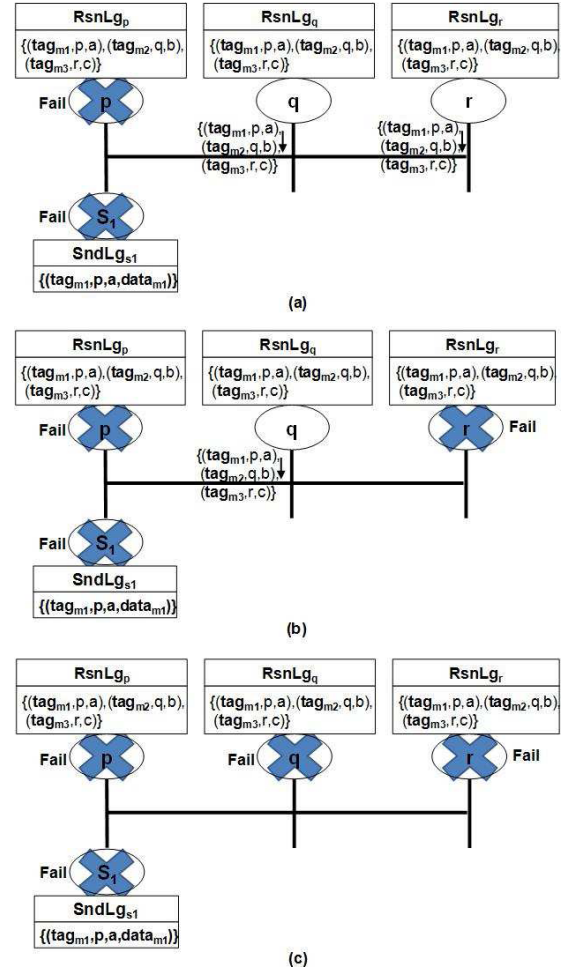 RsnLgp RsnLgq RsnLgr
{(tagm1,p,a),(tagm2,q,b), {(tagm1,p,a),(tagm2,q,b), {(tagm1,p,a),(tagm2,q,b),
(tagm3,r,c)} (tagm3,r,c)} (tagm3,r,c)}
Fail p q r
{(tagm1,p,a), {(tagm1,p,a),
(tagm2,q,b), (tagm2,q,b),
(tagm3,r,c)} (tagm3,r,c)}
Fail S1
SndLgs1
{(tagm1,p,a,datam1)}
(a)
RsnLgp RsnLgq RsnLgr
{(tagm1,p,a),(tagm2,q,b), {(tagm1,p,a),(tagm2,q,b), {(tagm1,p,a),(tagm2,q,b),
(tagm3,r,c)} (tagm3,r,c)} (tagm3,r,c)}
Fail p q r Fail
{(tagm1,p,a),
(tagm2,q,b),
(tagm3,r,c)}
Fail S1
SndLgs1
{(tagm1,p,a,datam1)}
(b)
RsnLgp RsnLgq RsnLgr
{(tagm1,p,a),(tagm2,q,b), {(tagm1,p,a),(tagm2,q,b), {(tagm1,p,a),(tagm2,q,b),
(tagm3,r,c)} (tagm3,r,c)} (tagm3,r,c)}
Fail p Fail q r Fail
Fail S1
SndLgs1
{(tagm1,p,a,datam1)}
(c)